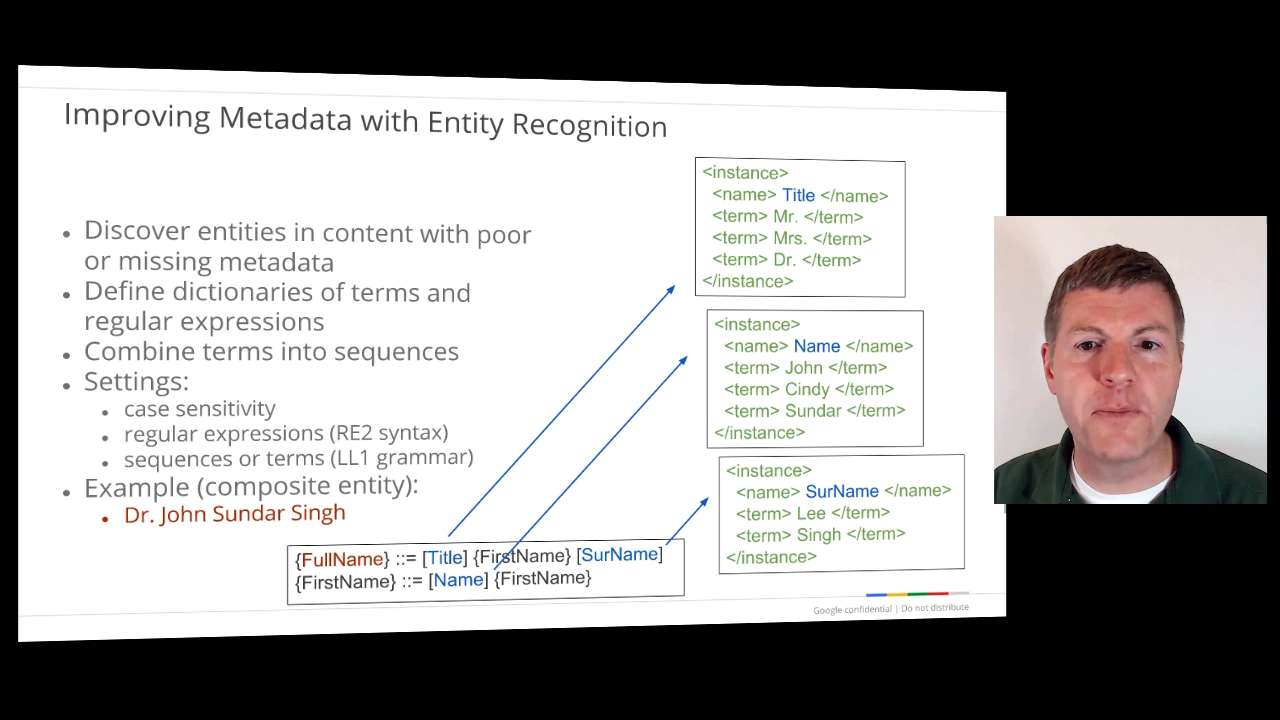 Improving Metadata with Entity Recognition
• Discover entities in content with poor
or missing metadata
• Define dictionaries of terms and
regular expressions
• Combine terms into sequences
• Settings:
• case sensitivity
• regular expressions (RE2 syntax)
• sequences or terms (LL1 grammar)
• Example (composite entity):
• Dr. John Sundar Singh
{FullName} ::= [Title] {FirstName} [SurName]
{FirstName} ::= [Name] {FirstName}
<instance>
<name> Title </name>
<term> Mr. </term>
<term> Mrs. </term>
<term> Dr. </term>
</instance>
<instance>
<name> Name </name>
<term> John </term>
<term> Cindy </term>
<term> Sundar </term>
</instance>
<instance>
<name> SurName </name>
<term> Lee </term>
<term> Singh </term>
</instance>
Google confidential | Do not distribute